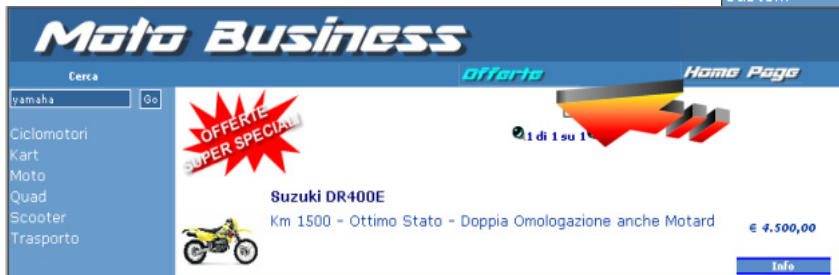 Custom
Moto Business
Cerca
Offerte
Home Page
yamaha
Go
OFFERTE
SUPER SPECIALI
1 di 1 su 1
Ciclomotori
Kart
Moto
Quad
Scooter
Trasporto
Suzuki DR400E
Km 1500 - Ottimo Stato - Doppia Omologazione anche Motard
€ 4.500,00
Info